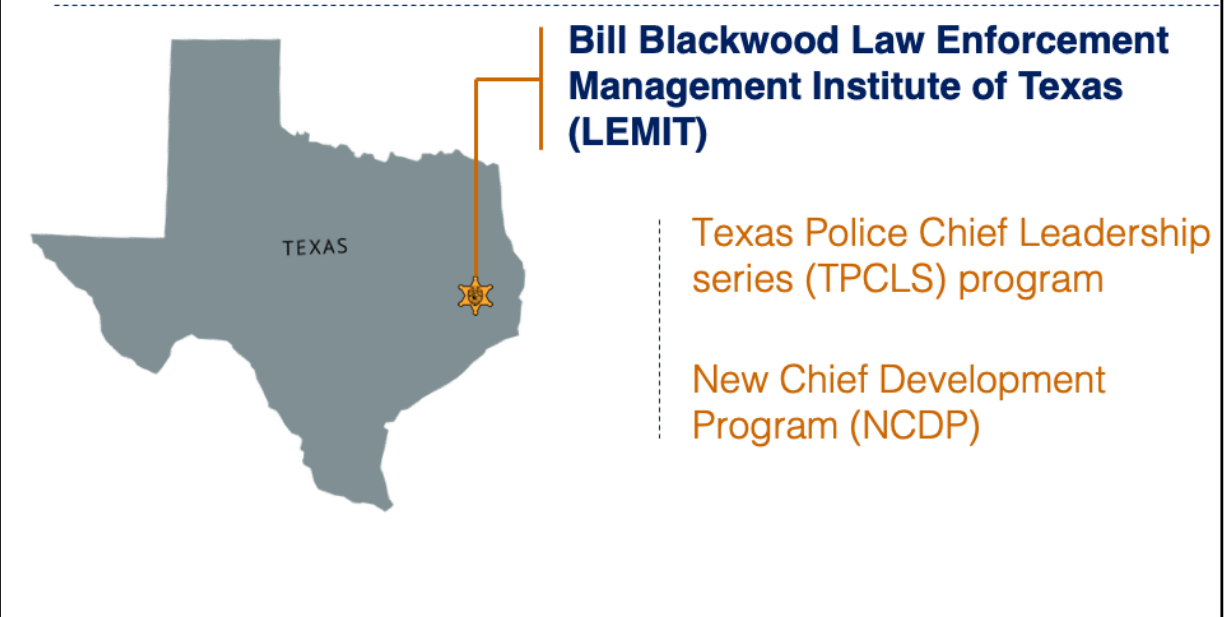 Bill Blackwood Law Enforcement
Management Institute of Texas
(LEMIT)
TEXAS
Texas Police Chief Leadership
series (TPCLS) program
New Chief Development
Program (NCDP)